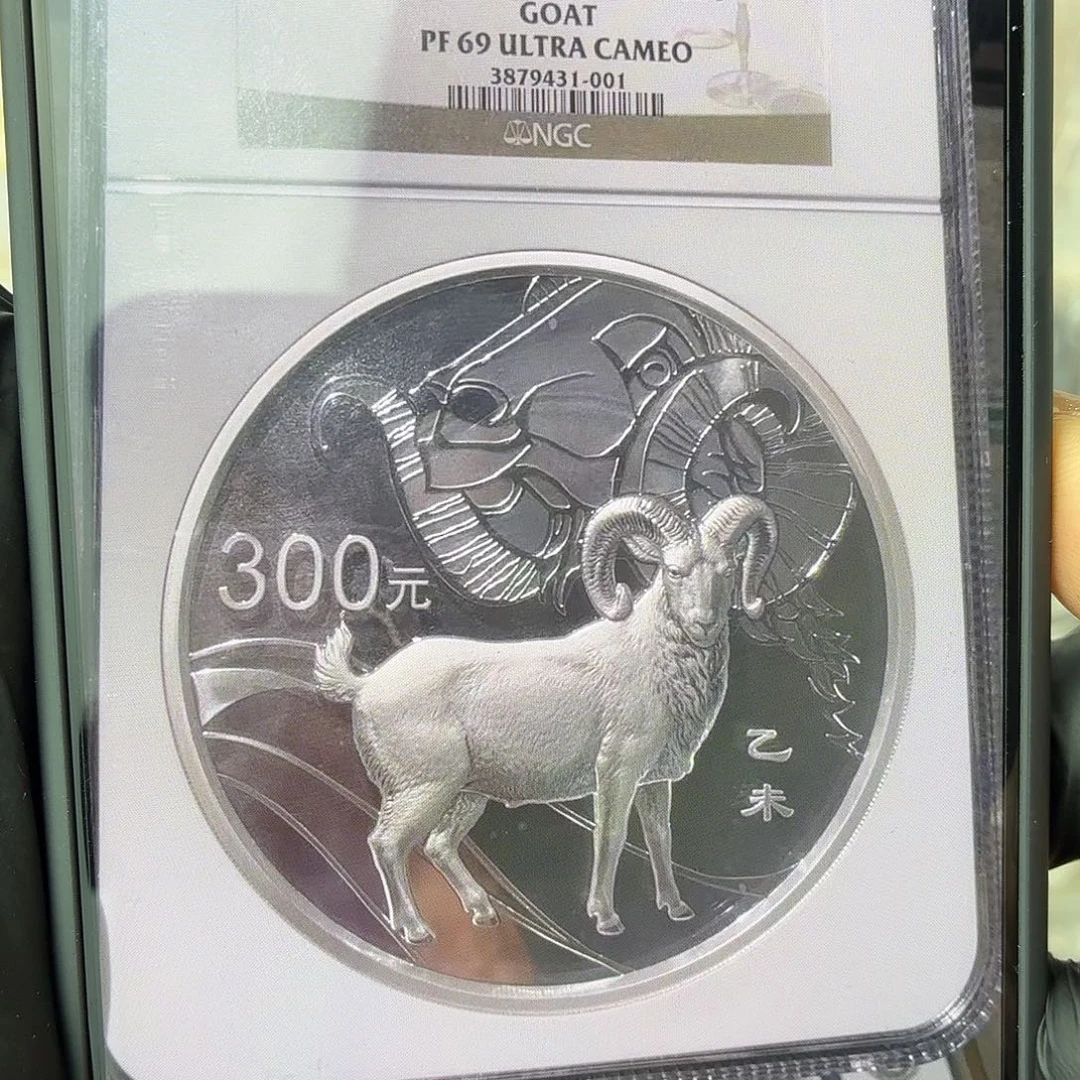 GOAT
PF 69 ULTRA CAMEO
3879431-001
NGC
300元
乙
未